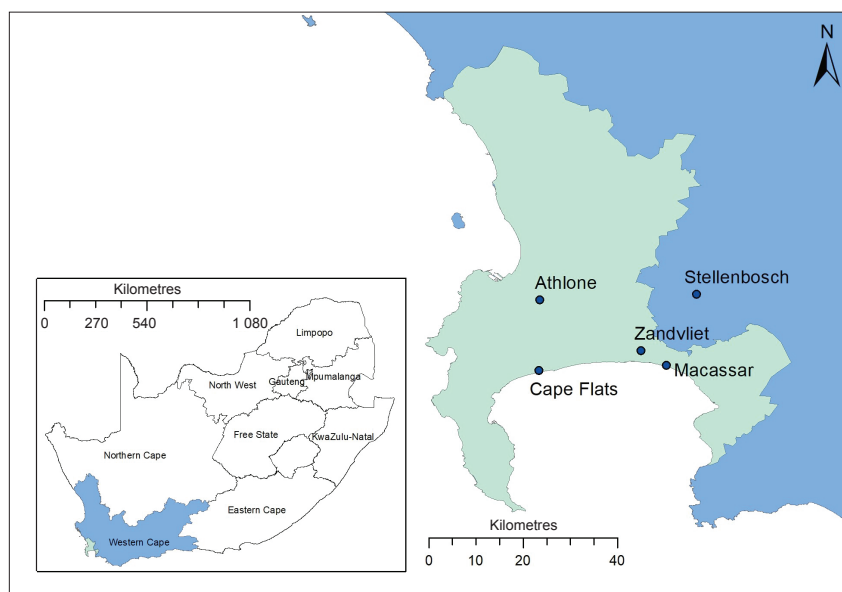 N
Athlone
Stellenbosch
Zandvliet
Macassar
Cape Flats
Kilometres
0 10 20 40
Kilometres
0 270 540 1 080
Limpopo
North West
Gauteng
Mpumalanga
Free State
KwaZulu-Natal
Northern Cape
Eastern Cape
Western Cape